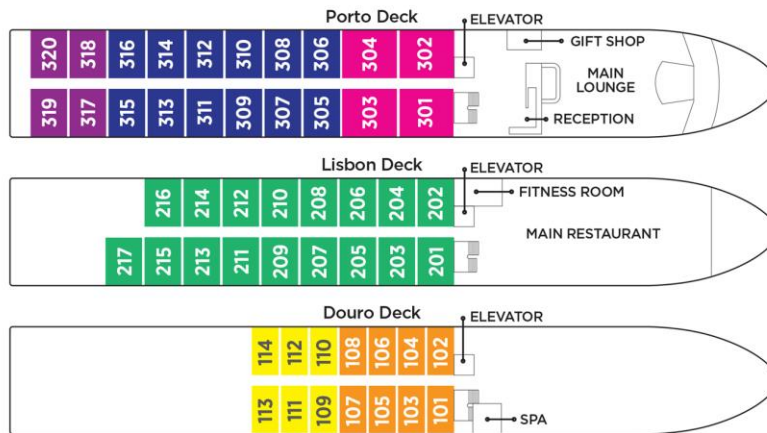 Porto Deck
ELEVATOR
320 318 316 314 312 310 308 306 304 302
GIFT SHOP
MAIN
LOUNGE
319 317 315 313 311 309 307 305 303 301
RECEPTION
Lisbon Deck
ELEVATOR
216 214 212 210 208 206 204 202
FITNESS ROOM
MAIN RESTAURANT
217 215 213 211 209 207 205 203 201
Douro Deck
ELEVATOR
114 112 110 108 106 104 102
113 111 109 107 105 103 101
SPA